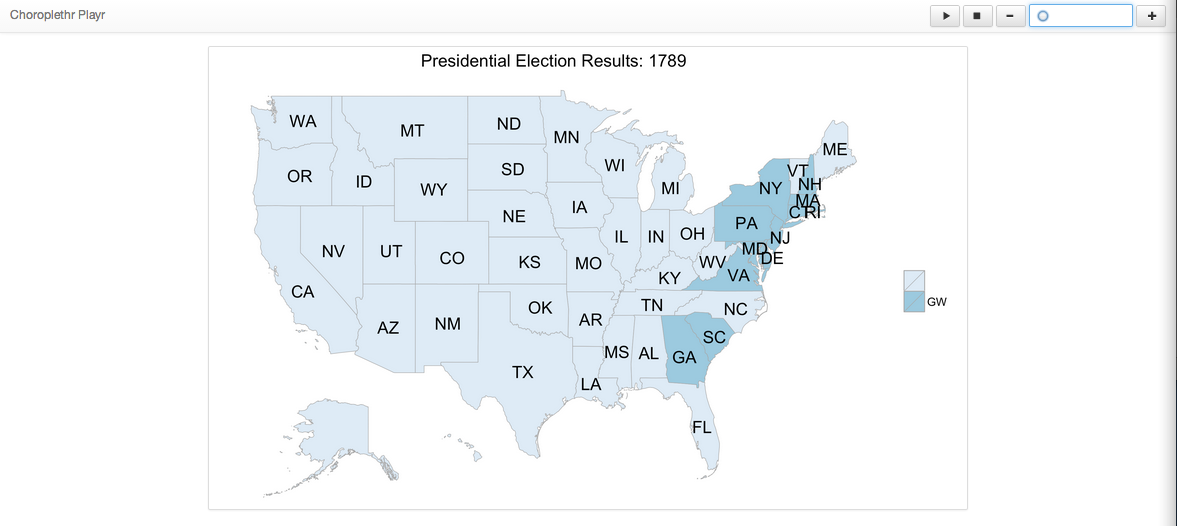 Choroplethr Playr
Presidential Election Results: 1789
WA
MT
ND
MN
ME
OR
ID
WY
SD
WI
MI
NY
VT
NH
MA
CT
RI
NV
UT
CO
NE
IA
IL
IN
OH
PA
NJ
MD
DE
CA
KS
MO
KY
WV
VA
AZ
NM
OK
AR
TN
NC
SC
TX
LA
MS
AL
GA
FL
GW